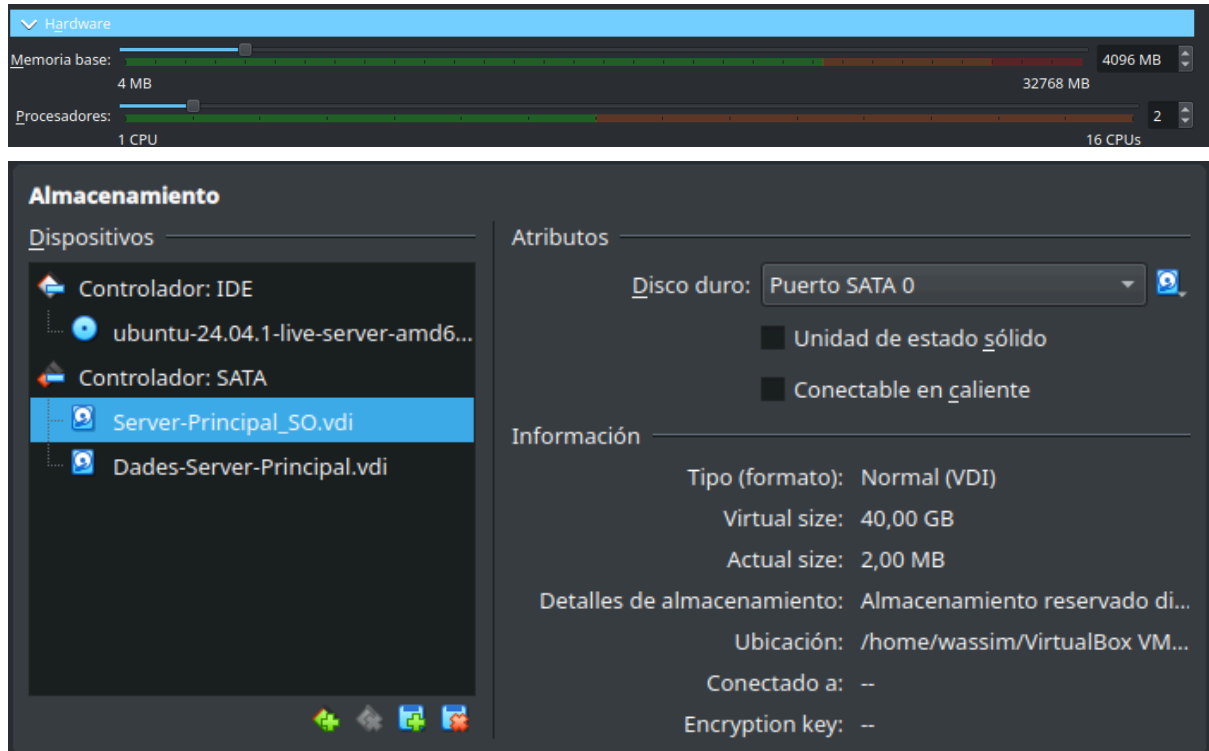 Hardware
Memoria base: 4096 MB
4 MB 32768 MB
Procesadores: 2
1 CPU 16 CPUs
Almacenamiento
Dispositivos
Controlador: IDE
ubuntu-24.04.1-live-server-amd6...
Controlador: SATA
Server-Principal_SO.vdi
Dades-Server-Principal.vdi
Atributos
Disco duro: Puerto SATA 0
Unidad de estado sólido
Conectable en caliente
Información
Tipo (formato): Normal (VDI)
Virtual size: 40,00 GB
Actual size: 2,00 MB
Detalles de almacenamiento: Almacenamiento reservado di...
Ubicación: /home/wassim/VirtualBox VM...
Conectado a: --
Encryption key: --